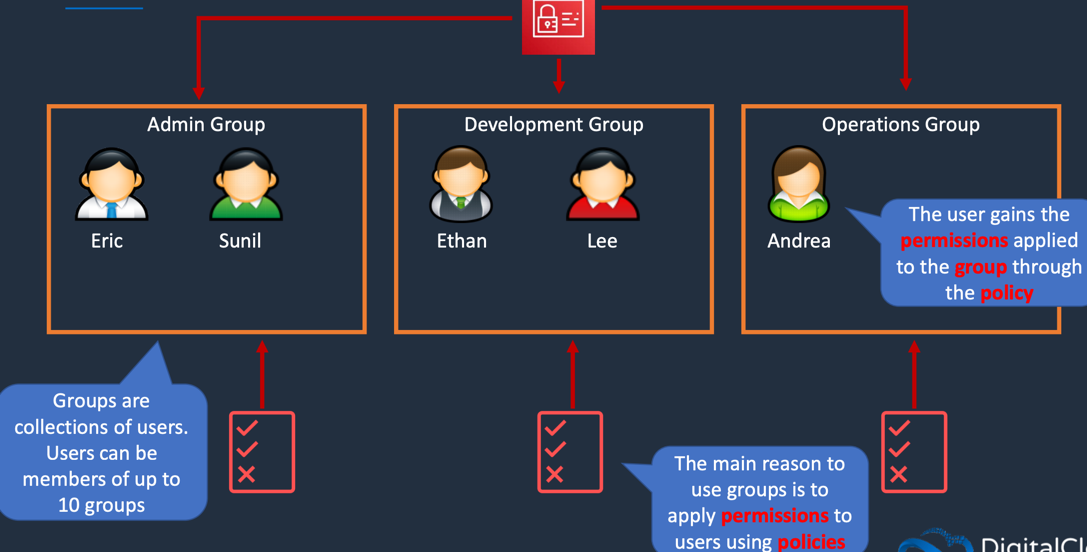 Admin Group
Development Group
Operations Group
Eric
Sunil
Ethan
Lee
Andrea
The user gains the
permissions applied
to the group through
the policy
Groups are
collections of users.
Users can be
members of up to
10 groups
The main reason to
use groups is to
apply permissions to
users using policies